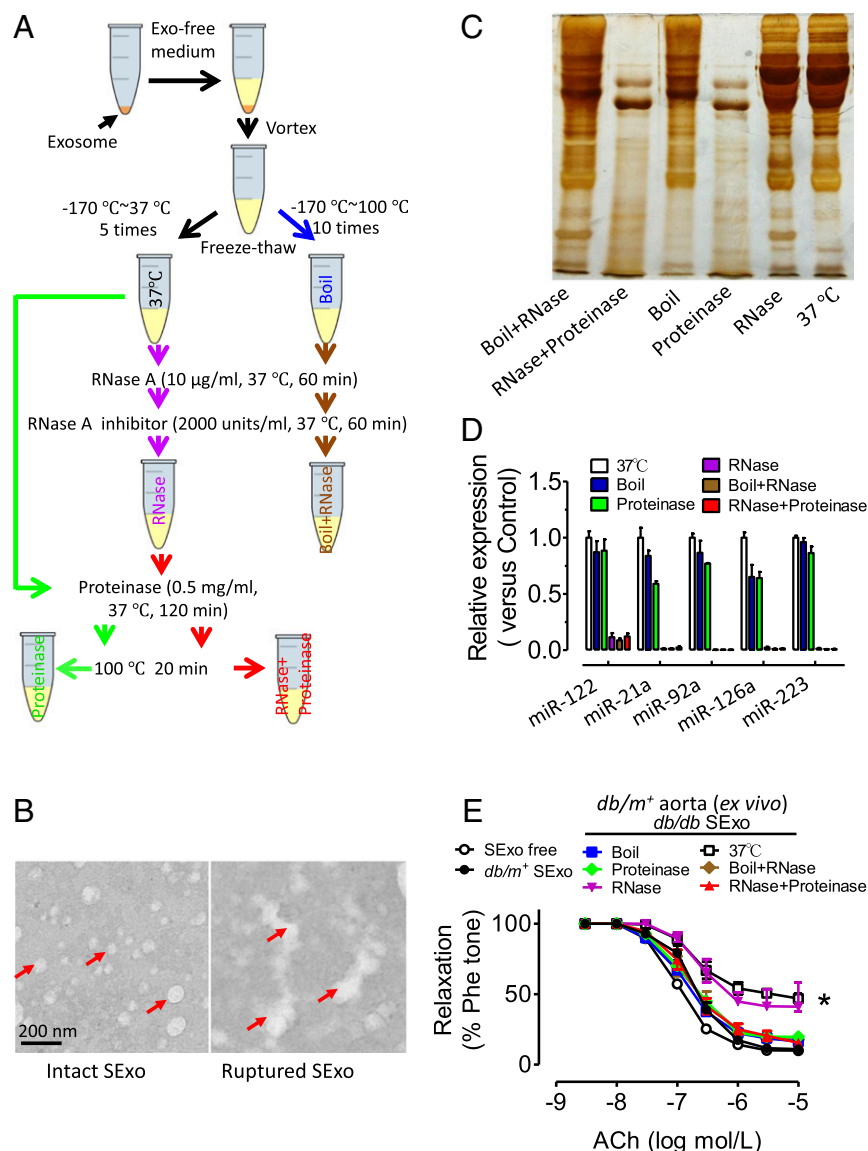 A
Exo-free
medium
Exosome
Vortex
-170 ℃~37 ℃
5 times
-170 ℃~100 ℃
10 times
Freeze-thaw
37℃
Boil
RNase A (10 µg/ml, 37 ℃, 60 min)
RNase A inhibitor (2000 units/ml, 37 ℃, 60 min)
RNase
Boil+RNase
Proteinase (0.5 mg/ml,
37 ℃, 120 min)
Proteinase
100 ℃ 20 min
RNase+
Proteinase
B
200 nm
Intact SExo
Ruptured SExo
C
Boil+RNase
RNase+Proteinase
Boil
Proteinase
RNase
37 ℃
D
Relative expression
( versus Control)
1.5
1.0
0.5
0.0
37℃
Boil
Proteinase
RNase
Boil+RNase
RNase+Proteinase
miR-122
miR-21a
miR-92a
miR-126a
miR-223
E
db/m+ aorta (ex vivo)
db/db SExo
SExo free
db/m+ SExo
Boil
Proteinase
RNase
37℃
Boil+RNase
RNase+Proteinase
Relaxation
(% Phe tone)
100
50
0
*
-9 -8 -7 -6 -5
ACh (log mol/L)